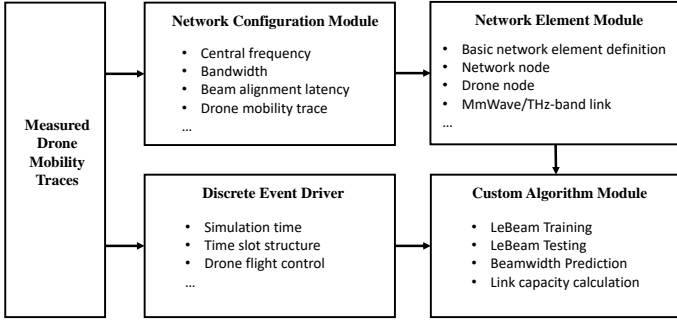 Measured
Drone
Mobility
Traces
Network Configuration Module
• Central frequency
• Bandwidth
• Beam alignment latency
• Drone mobility trace
...
Network Element Module
• Basic network element definition
• Network node
• Drone node
• MmWave/THz-band link
...
Discrete Event Driver
• Simulation time
• Time slot structure
• Drone flight control
...
Custom Algorithm Module
• LeBeam Training
• LeBeam Testing
• Beamwidth Prediction
• Link capacity calculation